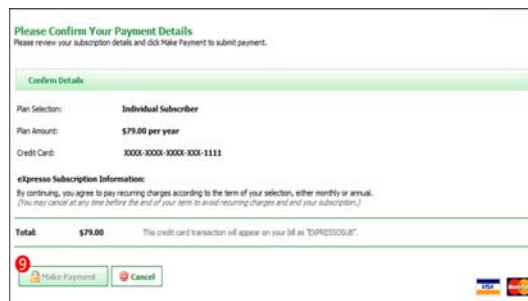 Please Confirm Your Payment Details
Please review your subscription details and click Make Payment to submit payment.
Confirm Details
Plan Selection: Individual Subscriber
Plan Amount: $79.00 per year
Credit Card: XXXX-XXXX-XXXX-XXX-1111
eXpresso Subscription Information:
By continuing, you agree to pay recurring charges according to the term of your selection, either monthly or annual.
(You may cancel at any time before the end of your term to avoid recurring charges and end your subscription.)
Total: $79.00 This credit card transaction will appear on your bill as "EXPRESSOSUB".
9
Make Payment Cancel
VISA